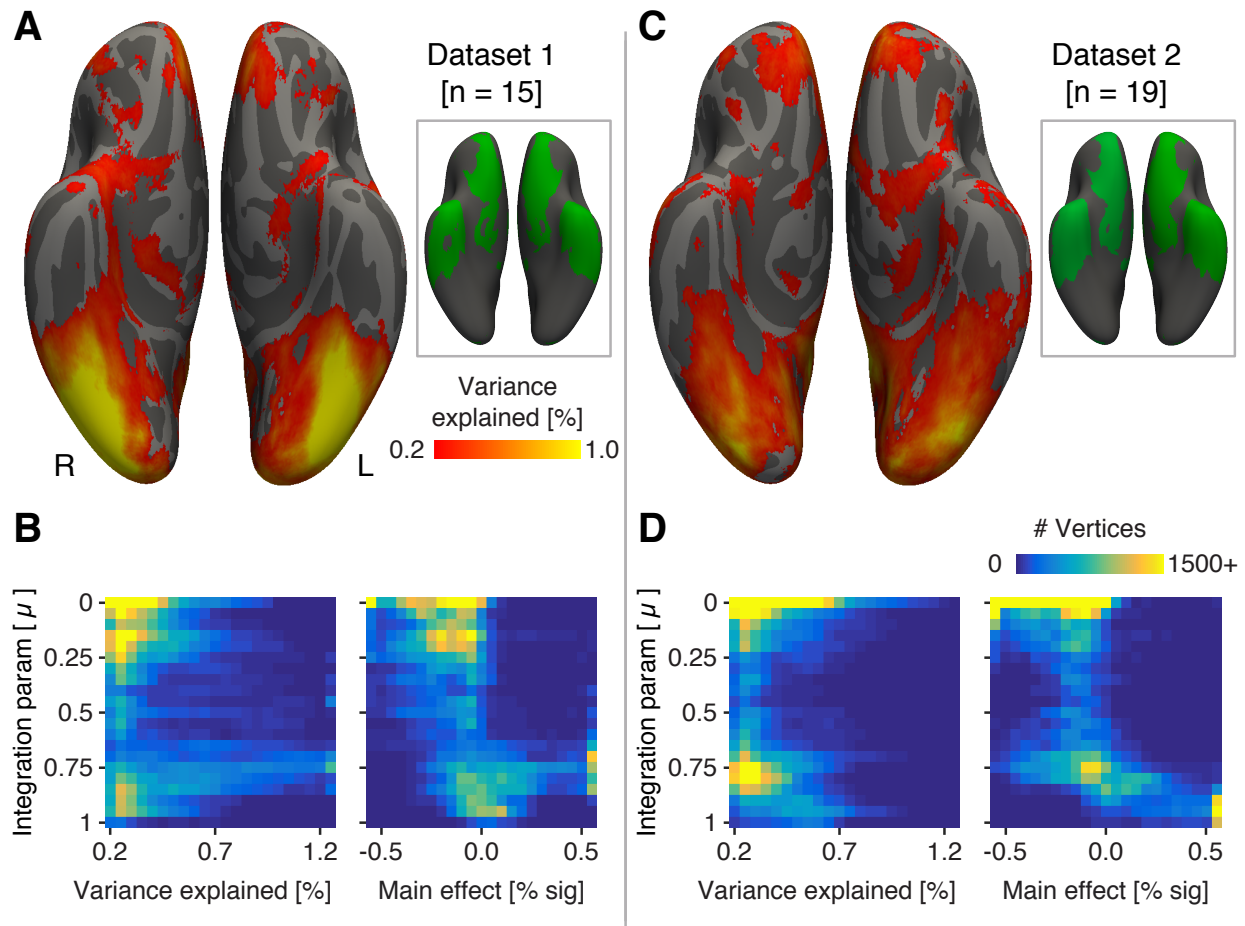 A
Dataset 1
[n = 15]
Variance
explained [%]
0.2
1.0
R
L
C
Dataset 2
[n = 19]
B
Integration param [ μ ]
0
0.25
0.5
0.75
1
0.2
0.7
1.2
Variance explained [%]
-0.5
0.0
0.5
Main effect [% sig]
D
# Vertices
0
1500+
Integration param [ μ ]
0
0.25
0.5
0.75
1
0.2
0.7
1.2
Variance explained [%]
-0.5
0.0
0.5
Main effect [% sig]